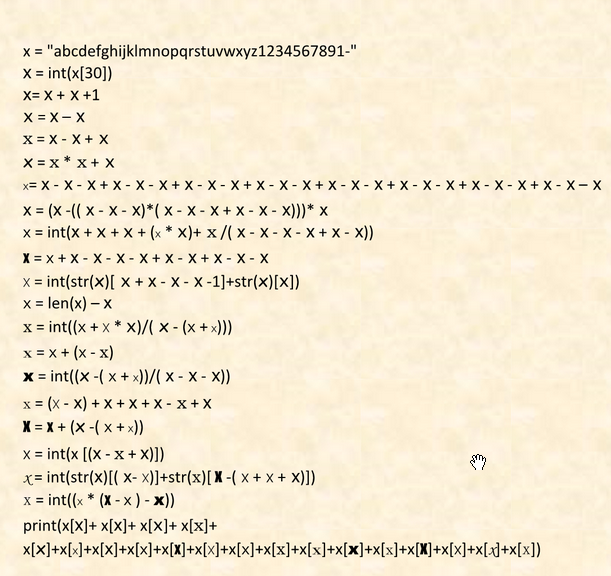 x = "abcdefghijklmnopqrstuvwxyz1234567891-"
x = int(x[30])
x= x + x +1
x = x – x
x = x - x + x
x = x * x + x
x= x - x - x + x - x - x + x - x - x + x - x - x + x - x - x + x - x - x + x - x - x + x - x – x
x = (x -(( x - x - x)*( x - x - x + x - x - x)))* x
x = int(x + x + x + (x * x)+ x /( x - x - x - x + x - x))
x = x + x - x - x - x + x - x + x - x - x
x = int(str(x)[ x + x - x - x -1]+str(x)[x])
x = len(x) – x
x = int((x + x * x)/( x - (x + x)))
x = x + (x - x)
x = int((x -( x + x))/( x - x - x))
x = (x - x) + x + x + x - x + x
x = x + (x -( x + x))
x = int(x [(x - x + x)])
x = int(str(x)[( x- x)]+str(x)[ x -( x + x + x)])
x = int((x * (x - x ) - x))
print(x[x]+ x[x]+ x[x]+ x[x]+
x[x]+x[x]+x[x]+x[x]+x[x]+x[x]+x[x]+x[x]+x[x]+x[x]+x[x]+x[x]+x[x]+x[x]+x[x])